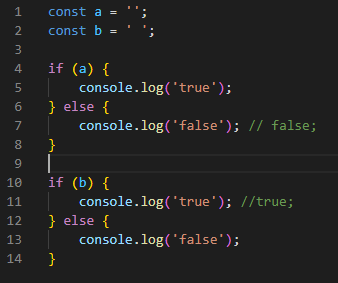 1 const a = '';
2 const b = ' ';
3
4 if (a) {
5     console.log('true');
6 } else {
7     console.log('false'); // false;
8 }
9
10 if (b) {
11     console.log('true'); //true;
12 } else {
13     console.log('false');
14 }